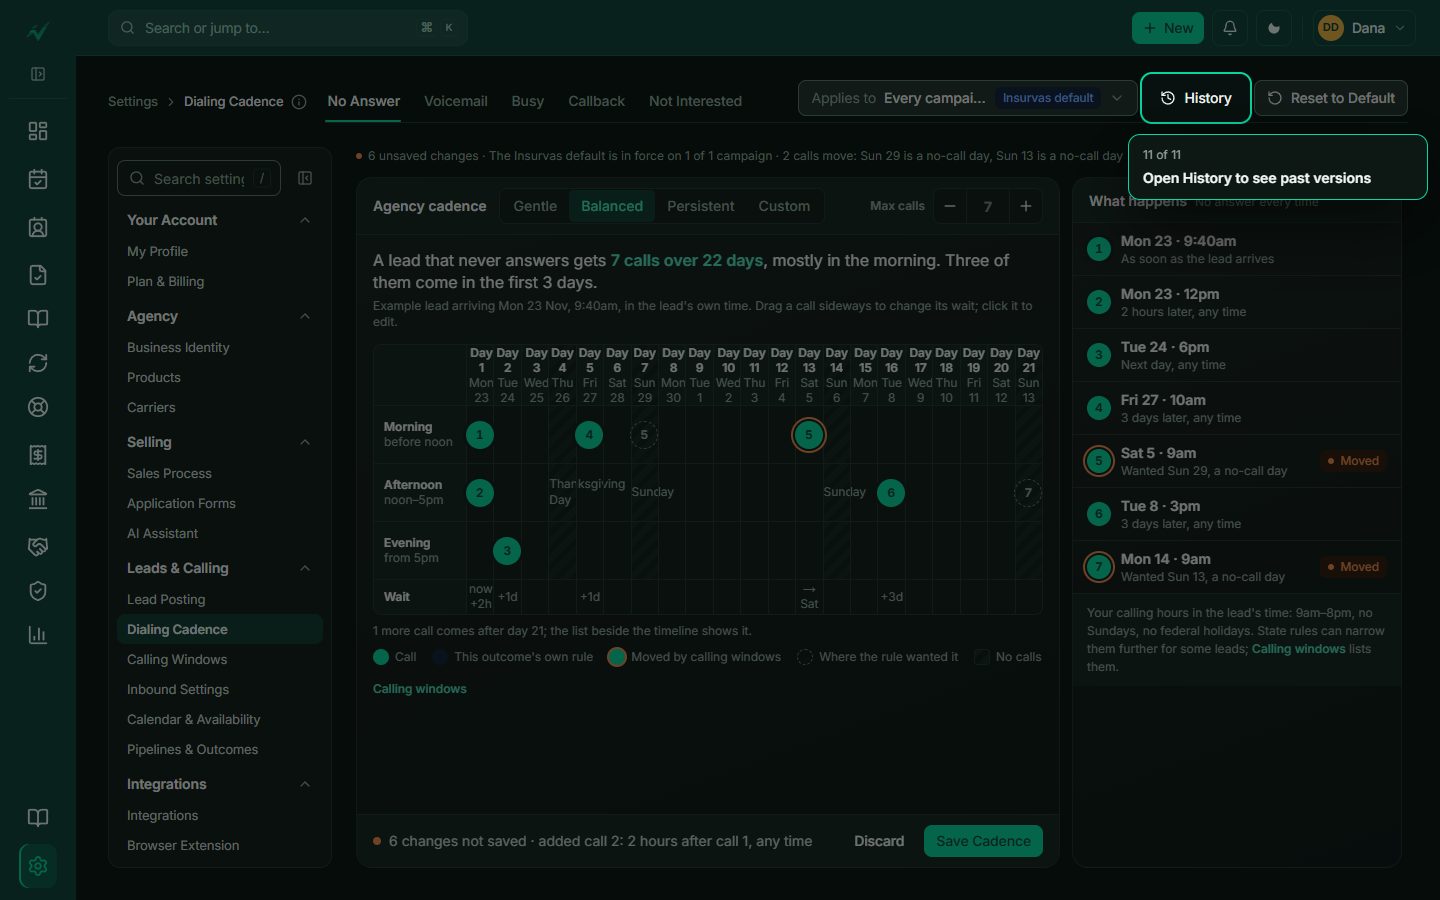 Search or jump to...
⌘ K
New
DD
Dana
Settings
Dialing Cadence
No Answer
Voicemail
Busy
Callback
Not Interested
Applies to Every campai... Insurvas default
History
Reset to Default
11 of 11
Open History to see past versions
6 unsaved changes · The Insurvas default is in force on 1 of 1 campaign · 2 calls move: Sun 29 is a no-call day, Sun 13 is a no-call day
Search setting /
Your Account
My Profile
Plan & Billing
Agency
Business Identity
Products
Carriers
Selling
Sales Process
Application Forms
AI Assistant
Leads & Calling
Lead Posting
Dialing Cadence
Calling Windows
Inbound Settings
Calendar & Availability
Pipelines & Outcomes
Integrations
Integrations
Browser Extension
Agency cadence
Gentle
Balanced
Persistent
Custom
Max calls
7
A lead that never answers gets 7 calls over 22 days, mostly in the morning. Three of
them come in the first 3 days.
Example lead arriving Mon 23 Nov, 9:40am, in the lead's own time. Drag a call sideways to change its wait; click it to
edit.
Day Day Day Day Day Day Day Day Day Day Day Day Day Day Day Day Day Day Day Day Day
1 2 3 4 5 6 7 8 9 10 11 12 13 14 15 16 17 18 19 20 21
Mon Tue Wed Thu Fri Sat Sun Mon Tue Wed Thu Fri Sat Sun Mon Tue Wed Thu Fri Sat Sun
23 24 25 26 27 28 29 30 1 2 3 4 5 6 7 8 9 10 11 12 13
Morning
before noon
1 4 5 5
Afternoon
noon–5pm
2
Thanksgiving
Day
Sunday
Sunday
6
7
Evening
from 5pm
3
Wait
now
+2h
+1d
+1d
→
Sat
+3d
1 more call comes after day 21; the list beside the timeline shows it.
Call
This outcome's own rule
Moved by calling windows
Where the rule wanted it
No calls
Calling windows
6 changes not saved · added call 2: 2 hours after call 1, any time
Discard
Save Cadence
What happens No answer every time
1
Mon 23 · 9:40am
As soon as the lead arrives
2
Mon 23 · 12pm
2 hours later, any time
3
Tue 24 · 6pm
Next day, any time
4
Fri 27 · 10am
3 days later, any time
5
Sat 5 · 9am
Wanted Sun 29, a no-call day
Moved
6
Tue 8 · 3pm
3 days later, any time
7
Mon 14 · 9am
Wanted Sun 13, a no-call day
Moved
Your calling hours in the lead's time: 9am–8pm, no
Sundays, no federal holidays. State rules can narrow
them further for some leads; Calling windows lists
them.